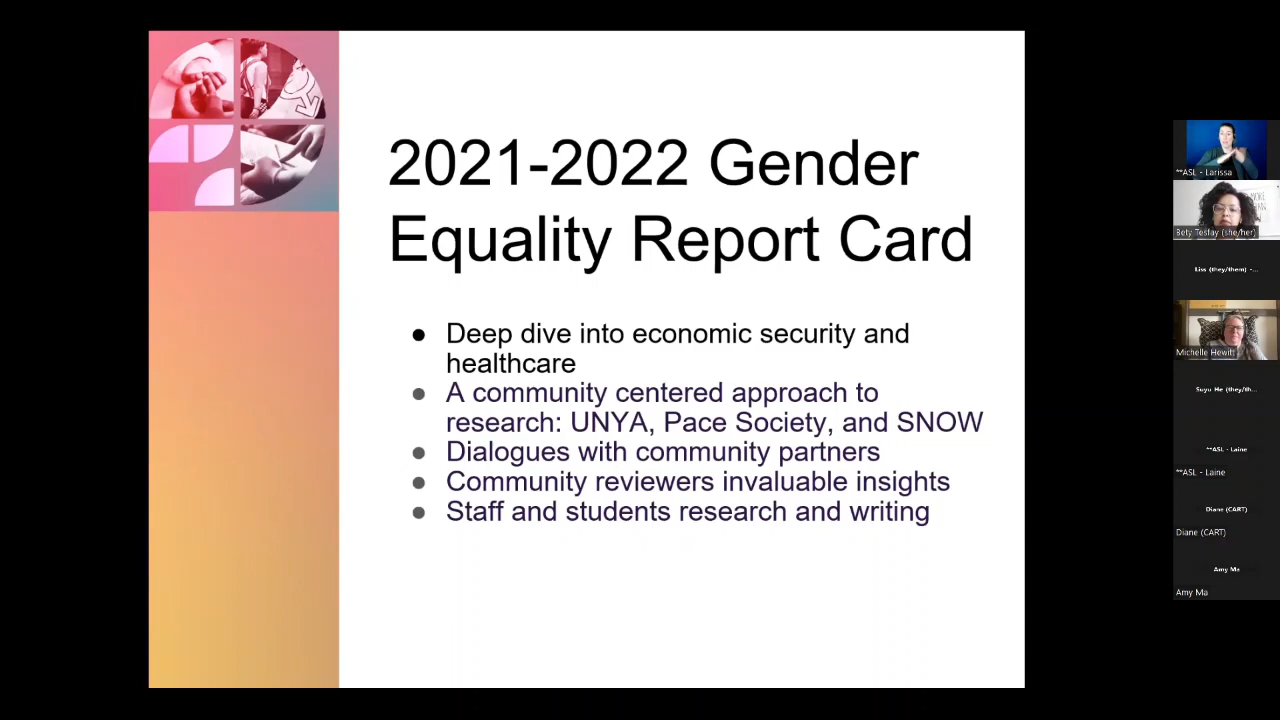 2021-2022 Gender
Equality Report Card
● Deep dive into economic security and
healthcare
● A community centered approach to
research: UNYA, Pace Society, and SNOW
● Dialogues with community partners
● Community reviewers invaluable insights
● Staff and students research and writing
**ASL - Larissa
Bety Tesfay (she/her)
Liss (they/them) -...
Michelle Hewitt
Suyu He (they/th...
**ASL - Laine
**ASL - Laine
Diane (CART)
Diane (CART)
Amy Ma
Amy Ma